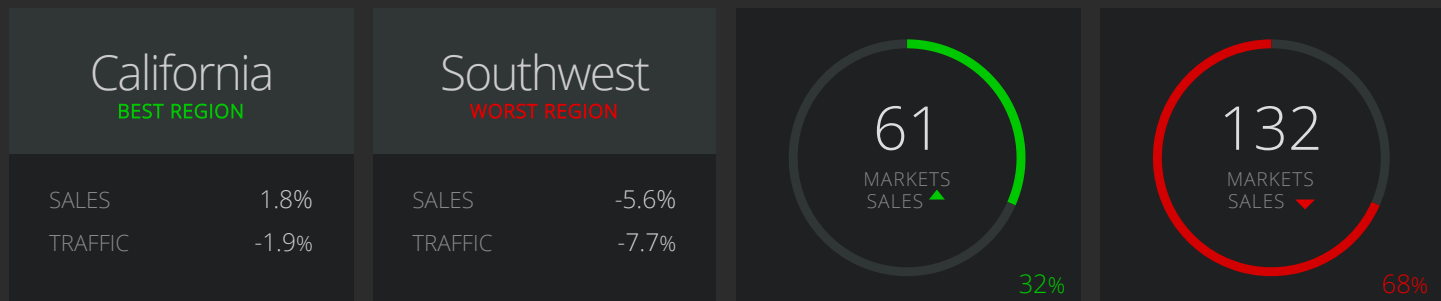 California
BEST REGION
SALES 1.8%
TRAFFIC -1.9%
Southwest
WORST REGION
SALES -5.6%
TRAFFIC -7.7%
61
MARKETS
SALES
32%
132
MARKETS
SALES
68%